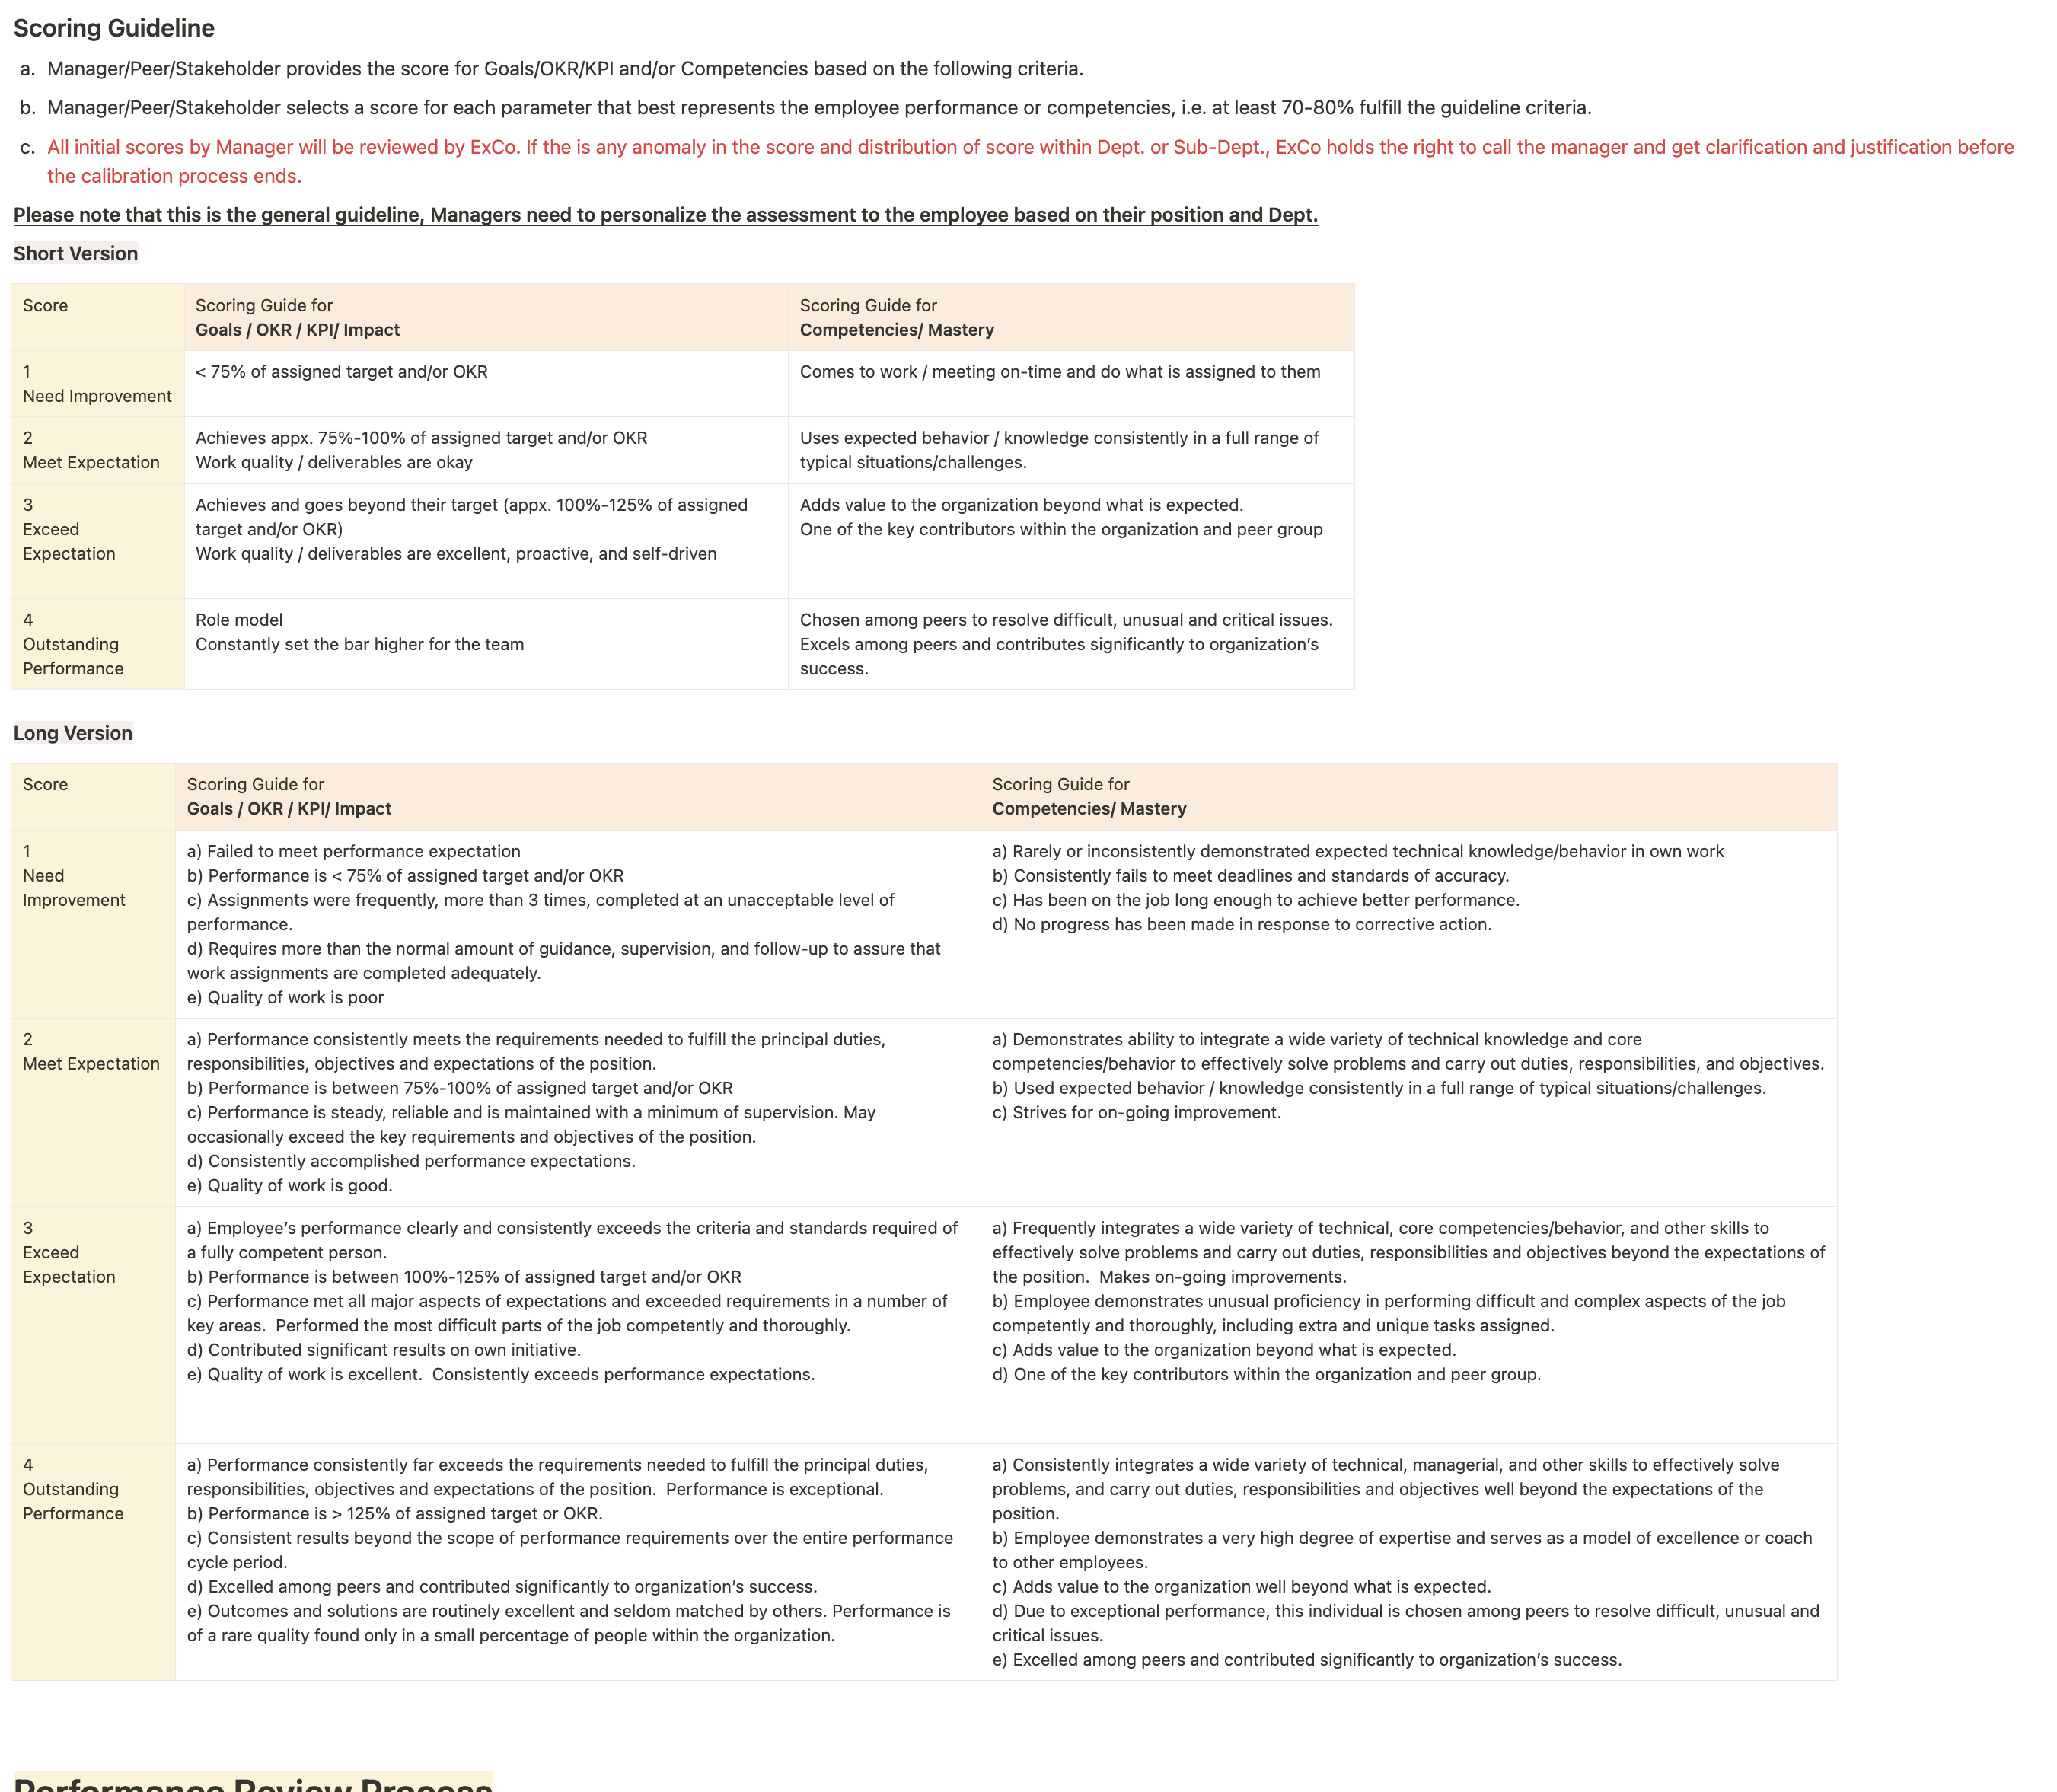 Scoring Guideline
a. Manager/Peer/Stakeholder provides the score for Goals/OKR/KPI and/or Competencies based on the following criteria.
b. Manager/Peer/Stakeholder selects a score for each parameter that best represents the employee performance or competencies, i.e. at least 70-80% fulfill the guideline criteria.
c. All initial scores by Manager will be reviewed by ExCo. If the is any anomaly in the score and distribution of score within Dept. or Sub-Dept., ExCo holds the right to call the manager and get clarification and justification before
the calibration process ends.
Please note that this is the general guideline, Managers need to personalize the assessment to the employee based on their position and Dept.
Short Version
Score
Scoring Guide for
Goals / OKR / KPI/ Impact
Scoring Guide for
Competencies/ Mastery
1
Need Improvement
< 75% of assigned target and/or OKR
Comes to work / meeting on-time and do what is assigned to them
2
Meet Expectation
Achieves appx. 75%-100% of assigned target and/or OKR
Work quality / deliverables are okay
Uses expected behavior / knowledge consistently in a full range of
typical situations/challenges.
3
Exceed
Expectation
Achieves and goes beyond their target (appx. 100%-125% of assigned
target and/or OKR)
Work quality / deliverables are excellent, proactive, and self-driven
Adds value to the organization beyond what is expected.
One of the key contributors within the organization and peer group
4
Outstanding
Performance
Role model
Constantly set the bar higher for the team
Chosen among peers to resolve difficult, unusual and critical issues.
Excels among peers and contributes significantly to organization’s
success.
Long Version
Score
Scoring Guide for
Goals / OKR / KPI/ Impact
Scoring Guide for
Competencies/ Mastery
1
Need
Improvement
a) Failed to meet performance expectation
b) Performance is < 75% of assigned target and/or OKR
c) Assignments were frequently, more than 3 times, completed at an unacceptable level of
performance.
d) Requires more than the normal amount of guidance, supervision, and follow-up to assure that
work assignments are completed adequately.
e) Quality of work is poor
a) Rarely or inconsistently demonstrated expected technical knowledge/behavior in own work
b) Consistently fails to meet deadlines and standards of accuracy.
c) Has been on the job long enough to achieve better performance.
d) No progress has been made in response to corrective action.
2
Meet Expectation
a) Performance consistently meets the requirements needed to fulfill the principal duties,
responsibilities, objectives and expectations of the position.
b) Performance is between 75%-100% of assigned target and/or OKR
c) Performance is steady, reliable and is maintained with a minimum of supervision. May
occasionally exceed the key requirements and objectives of the position.
d) Consistently accomplished performance expectations.
e) Quality of work is good.
a) Demonstrates ability to integrate a wide variety of technical knowledge and core
competencies/behavior to effectively solve problems and carry out duties, responsibilities, and objectives.
b) Used expected behavior / knowledge consistently in a full range of typical situations/challenges.
c) Strives for on-going improvement.
3
Exceed
Expectation
a) Employee’s performance clearly and consistently exceeds the criteria and standards required of
a fully competent person.
b) Performance is between 100%-125% of assigned target and/or OKR
c) Performance met all major aspects of expectations and exceeded requirements in a number of
key areas.  Performed the most difficult parts of the job competently and thoroughly.
d) Contributed significant results on own initiative.
e) Quality of work is excellent.  Consistently exceeds performance expectations.
a) Frequently integrates a wide variety of technical, core competencies/behavior, and other skills to
effectively solve problems and carry out duties, responsibilities and objectives beyond the expectations of
the position.  Makes on-going improvements.
b) Employee demonstrates unusual proficiency in performing difficult and complex aspects of the job
competently and thoroughly, including extra and unique tasks assigned.
c) Adds value to the organization beyond what is expected.
d) One of the key contributors within the organization and peer group.
4
Outstanding
Performance
a) Performance consistently far exceeds the requirements needed to fulfill the principal duties,
responsibilities, objectives and expectations of the position.  Performance is exceptional.
b) Performance is > 125% of assigned target or OKR.
c) Consistent results beyond the scope of performance requirements over the entire performance
cycle period.
d) Excelled among peers and contributed significantly to organization’s success.
e) Outcomes and solutions are routinely excellent and seldom matched by others. Performance is
of a rare quality found only in a small percentage of people within the organization.
a) Consistently integrates a wide variety of technical, managerial, and other skills to effectively solve
problems, and carry out duties, responsibilities and objectives well beyond the expectations of the
position.
b) Employee demonstrates a very high degree of expertise and serves as a model of excellence or coach
to other employees.
c) Adds value to the organization well beyond what is expected.
d) Due to exceptional performance, this individual is chosen among peers to resolve difficult, unusual and
critical issues.
e) Excelled among peers and contributed significantly to organization’s success.
Performance Review Process